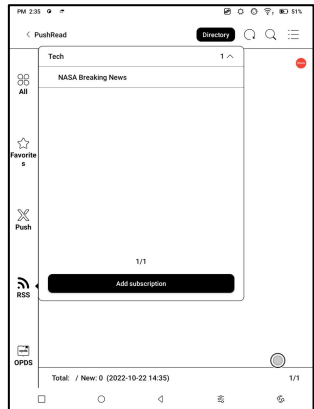 PM 2:35 51%
PushRead Directory
Tech 1
NASA Breaking News
All
Favorite
s
Push
1/1
Add subscription
RSS
OPDS
Total: / New: 0 (2022-10-22 14:35) 1/1